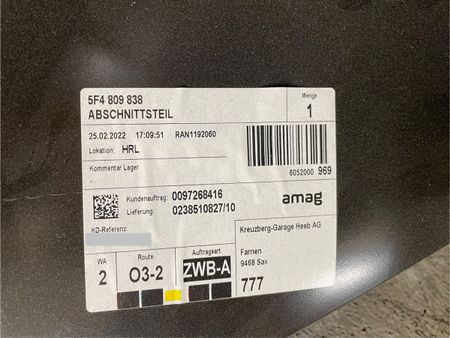 5F4 809 838
ABSCHNITTSTEIL
Menge
1
25.02.2022 17:09:51 RAN1192060
Lokation: HRL
Kommentar Lager
-
6052000 969
Kundenauftrag: 0097268416
Lieferung: 0238510827/10
amag
KD-Referenz:
Kreuzberg-Garage Heeb AG
Farnen
9468 Sax
777
WA
2
Route
O3-2
Auftragsart
ZWB-A